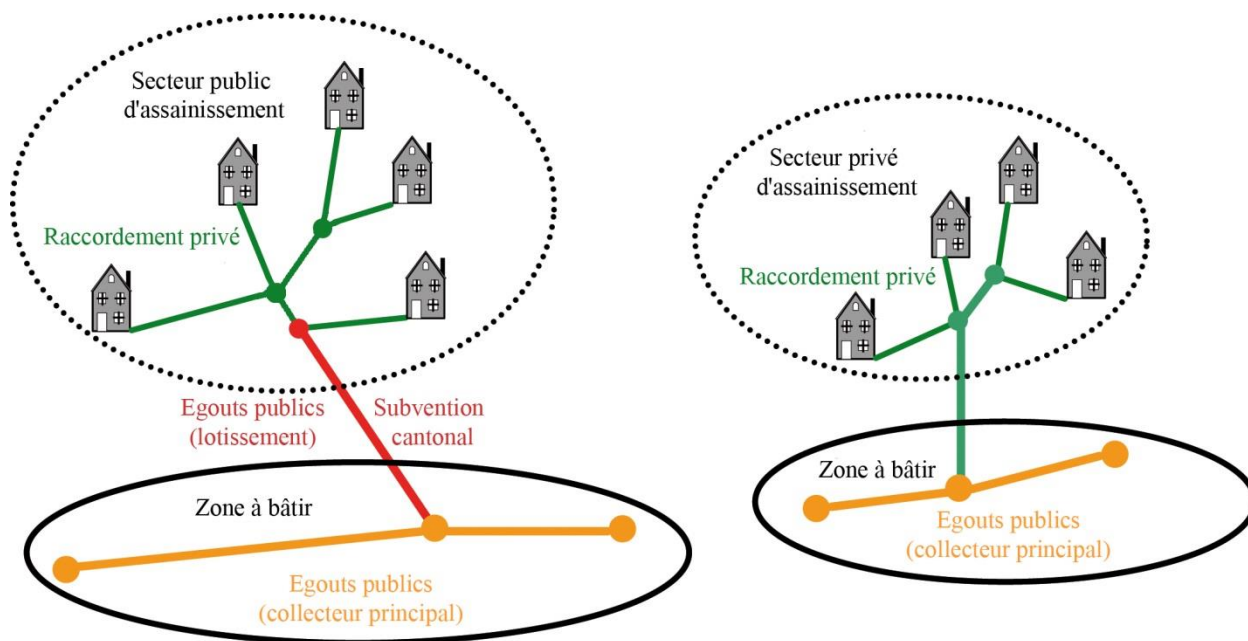 Secteur public
d'assainissement
Raccordement privé
Egouts publics
(lotissement)
Subvention
cantonal
Zone à bâtir
Egouts publics
(collecteur principal)
Secteur privé
d'assainissement
Raccordement privé
Zone à bâtir
Egouts publics
(collecteur principal)